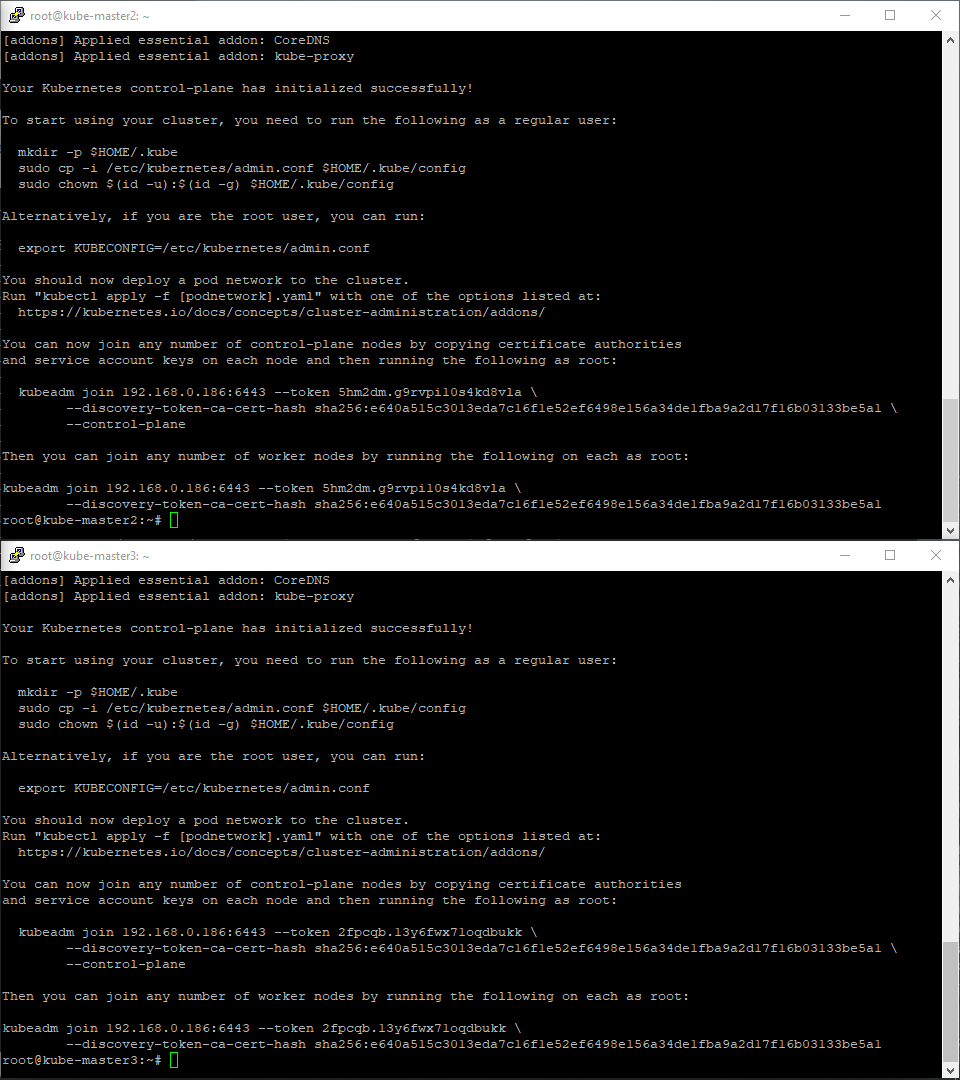 root@kube-master2: ~
[addons] Applied essential addon: CoreDNS
[addons] Applied essential addon: kube-proxy
Your Kubernetes control-plane has initialized successfully!
To start using your cluster, you need to run the following as a regular user:
mkdir -p $HOME/.kube
sudo cp -i /etc/kubernetes/admin.conf $HOME/.kube/config
sudo chown $(id -u):$(id -g) $HOME/.kube/config
Alternatively, if you are the root user, you can run:
export KUBECONFIG=/etc/kubernetes/admin.conf
You should now deploy a pod network to the cluster.
Run "kubectl apply -f [podnetwork].yaml" with one of the options listed at:
https://kubernetes.io/docs/concepts/cluster-administration/addons/
You can now join any number of control-plane nodes by copying certificate authorities
and service account keys on each node and then running the following as root:
kubeadm join 192.168.0.186:6443 --token 5hm2dm.g9rvpi10s4kd8vla \
--discovery-token-ca-cert-hash sha256:e640a515c3013eda7c16f1e52ef6498e156a34de1fba9a2d17f16b03133be5a1 \
--control-plane
Then you can join any number of worker nodes by running the following on each as root:
kubeadm join 192.168.0.186:6443 --token 5hm2dm.g9rvpi10s4kd8vla \
--discovery-token-ca-cert-hash sha256:e640a515c3013eda7c16f1e52ef6498e156a34de1fba9a2d17f16b03133be5a1
root@kube-master2:~#
root@kube-master3: ~
[addons] Applied essential addon: CoreDNS
[addons] Applied essential addon: kube-proxy
Your Kubernetes control-plane has initialized successfully!
To start using your cluster, you need to run the following as a regular user:
mkdir -p $HOME/.kube
sudo cp -i /etc/kubernetes/admin.conf $HOME/.kube/config
sudo chown $(id -u):$(id -g) $HOME/.kube/config
Alternatively, if you are the root user, you can run:
export KUBECONFIG=/etc/kubernetes/admin.conf
You should now deploy a pod network to the cluster.
Run "kubectl apply -f [podnetwork].yaml" with one of the options listed at:
https://kubernetes.io/docs/concepts/cluster-administration/addons/
You can now join any number of control-plane nodes by copying certificate authorities
and service account keys on each node and then running the following as root:
kubeadm join 192.168.0.186:6443 --token 2fpcqb.13y6fwx71oqdbukk \
--discovery-token-ca-cert-hash sha256:e640a515c3013eda7c16f1e52ef6498e156a34de1fba9a2d17f16b03133be5a1 \
--control-plane
Then you can join any number of worker nodes by running the following on each as root:
kubeadm join 192.168.0.186:6443 --token 2fpcqb.13y6fwx71oqdbukk \
--discovery-token-ca-cert-hash sha256:e640a515c3013eda7c16f1e52ef6498e156a34de1fba9a2d17f16b03133be5a1
root@kube-master3:~#